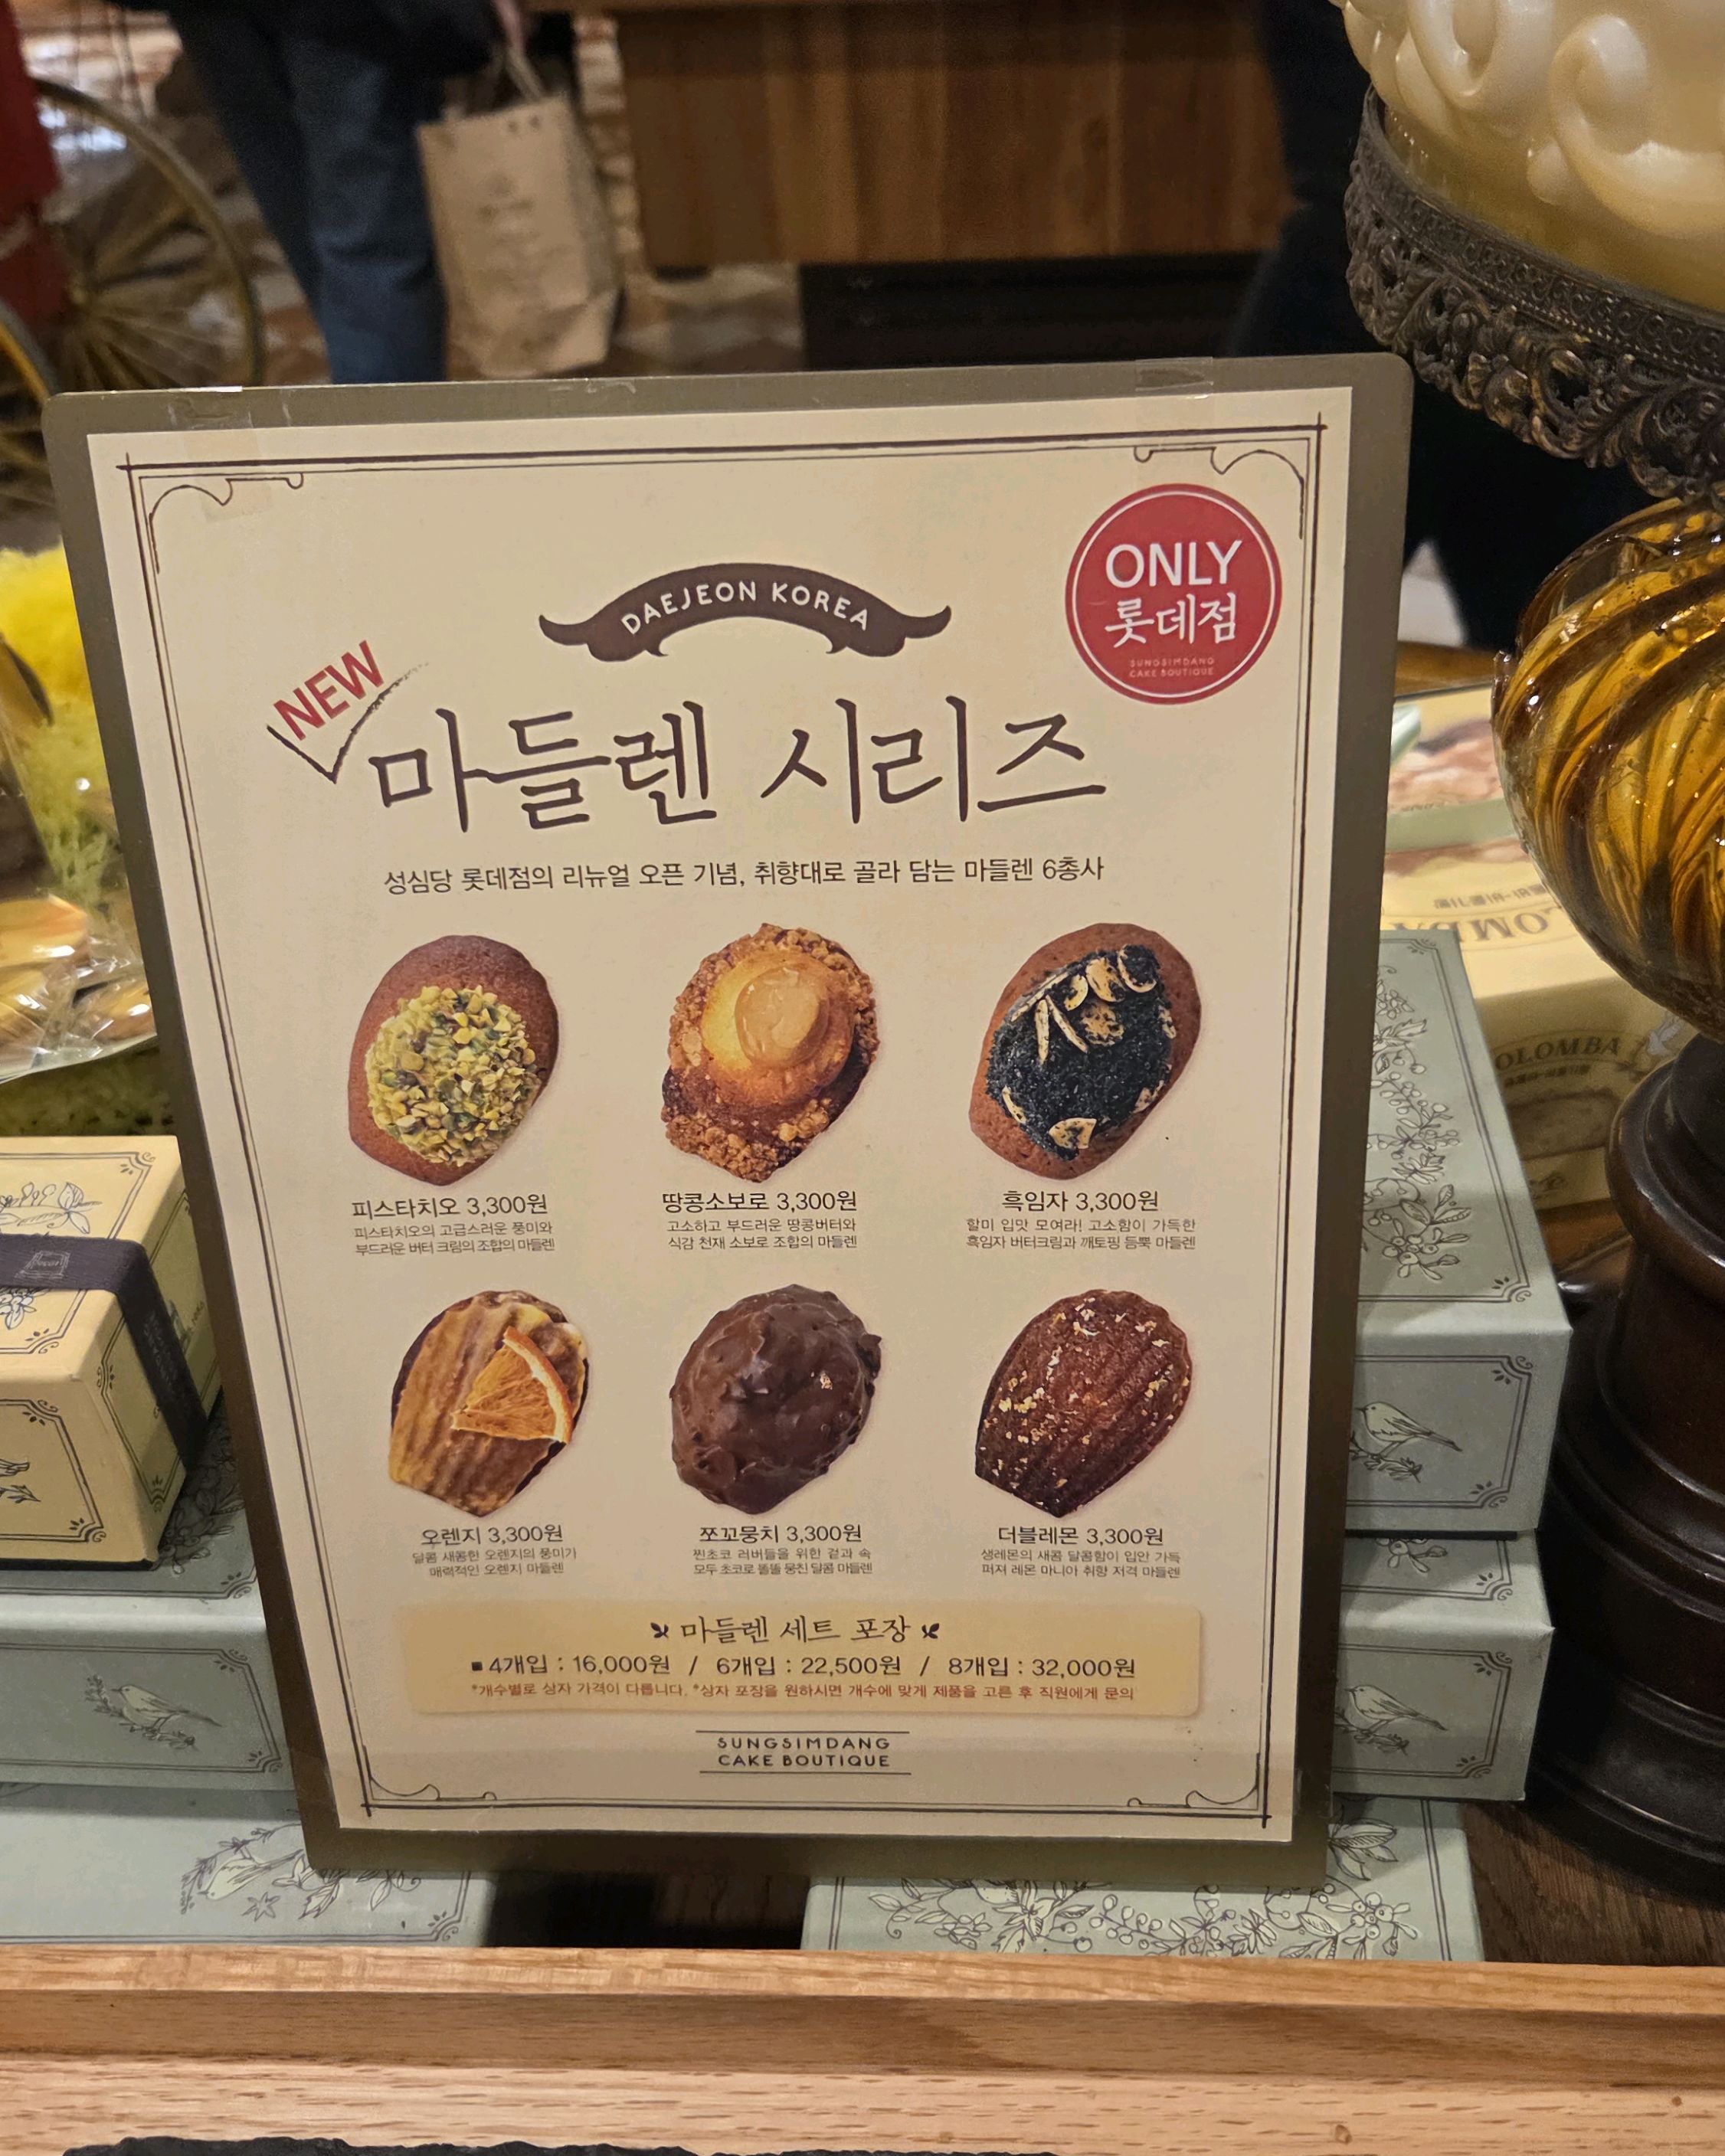 DAEJEON KOREA
ONLY
롯데점
SUNGSIMDANG
CAKE BOUTIQUE
NEW
마들렌 시리즈
성심당 롯데점의 리뉴얼 오픈 기념, 취향대로 골라 담는 마들렌 6총사
피스타치오 3,300원
피스타치오의 고급스러운 풍미와
부드러운 버터 크림의 조합의 마들렌
땅콩소보로 3,300원
고소하고 부드러운 땅콩버터와
식감 천재 소보로 조합의 마들렌
흑임자 3,300원
할미 입맛 모여라! 고소함이 가득한
흑임자 버터크림과 깨토핑 듬뿍 마들렌
오렌지 3,300원
달콤 새콤한 오렌지의 풍미가
매력적인 오렌지 마들렌
쪼꼬뭉치 3,300원
찐초코 러버들을 위한 겉과 속
모두 초코로 똘똘 뭉친 달콤 마들렌
더블레몬 3,300원
생레몬의 새콤 달콤함이 입안 가득
퍼져 레몬 마니아 취향 저격 마들렌
마들렌 세트 포장
▪4개입 : 16,000원 / 6개입 : 22,500원 / 8개입 : 32,000원
*개수별로 상자 가격이 다릅니다. *상자 포장을 원하시면 개수에 맞게 제품을 고른 후 직원에게 문의
SUNGSIMDANG
CAKE BOUTIQUE
OLOMBA